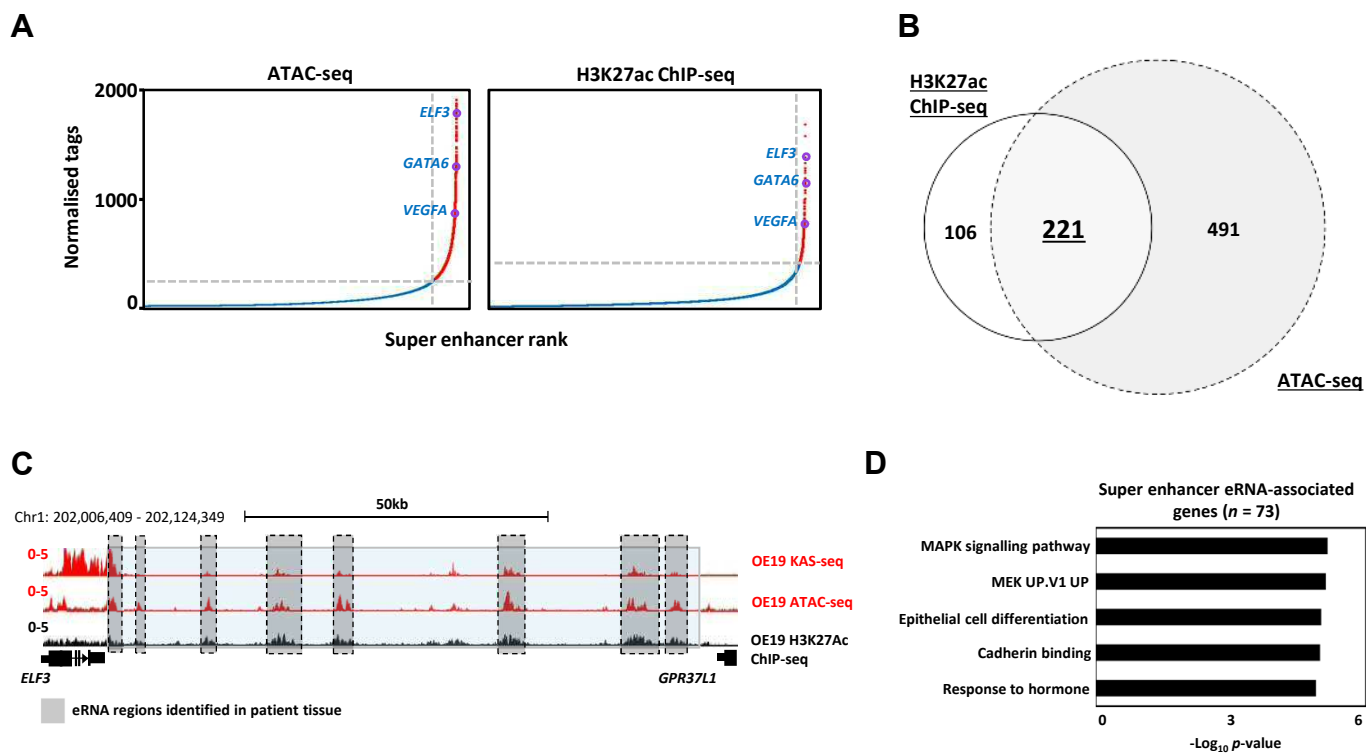 A
ATAC-seq
H3K27ac ChIP-seq
Normalised tags
2000
1000
0
ELF3
GATA6
VEGFA
ELF3
GATA6
VEGFA
Super enhancer rank
B
H3K27ac
ChIP-seq
106
221
491
ATAC-seq
C
Chr1: 202,006,409 - 202,124,349
50kb
0-5
OE19 KAS-seq
0-5
OE19 ATAC-seq
0-5
OE19 H3K27Ac
ChIP-seq
ELF3
GPR37L1
eRNA regions identified in patient tissue
D
Super enhancer eRNA-associated
genes (n = 73)
MAPK signalling pathway
MEK UP.V1 UP
Epithelial cell differentiation
Cadherin binding
Response to hormone
0 3 6
-Log10 p-value